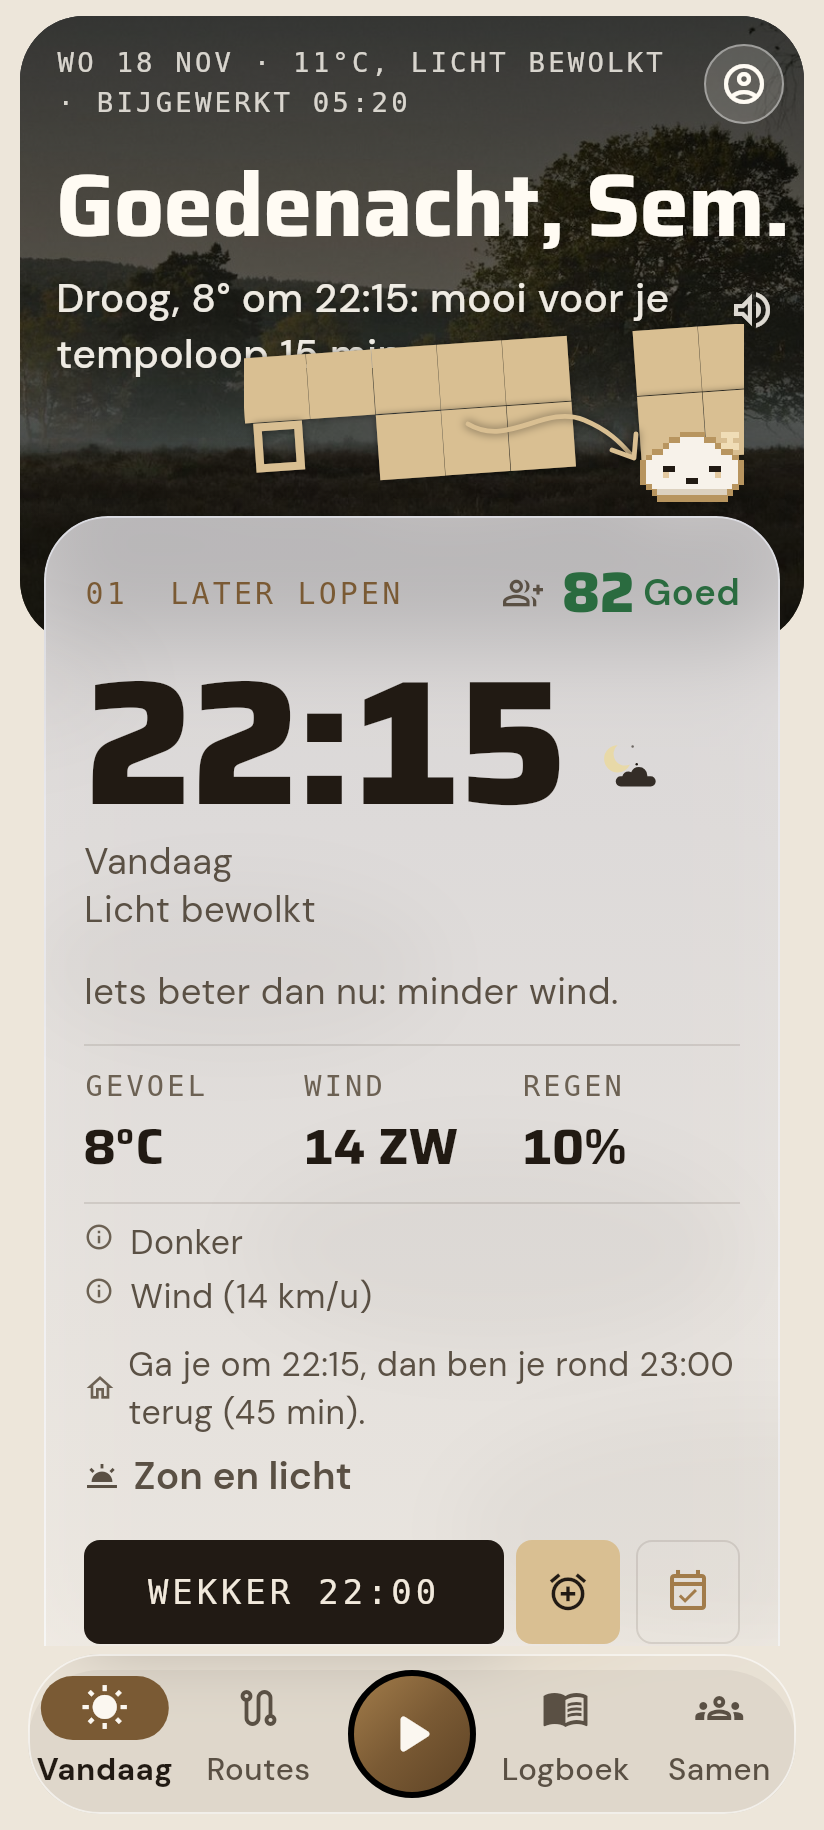 WO 18 NOV · 11°C, LICHT BEWOLKT
· BIJGEWERKT 05:20
Goedenacht, Sem.
Droog, 8° om 22:15: mooi voor je
tempoloop 15 min
01 LATER LOPEN
82 Goed
22:15
Vandaag
Licht bewolkt
Iets beter dan nu: minder wind.
GEVOEL WIND REGEN
8°C 14 ZW 10%
Donker
Wind (14 km/u)
Ga je om 22:15, dan ben je rond 23:00
terug (45 min).
Zon en licht
WEKKER 22:00
Vandaag Routes Logboek Samen